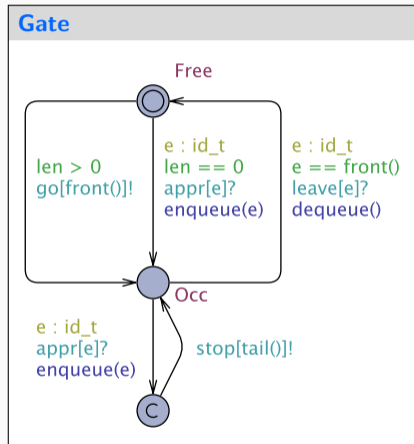 Gate
Free
len > 0
go[front()]!
e : id_t
len == 0
appr[e]?
enqueue(e)
e : id_t
e == front()
leave[e]?
dequeue()
Occ
e : id_t
appr[e]?
enqueue(e)
stop[tail()]!
C